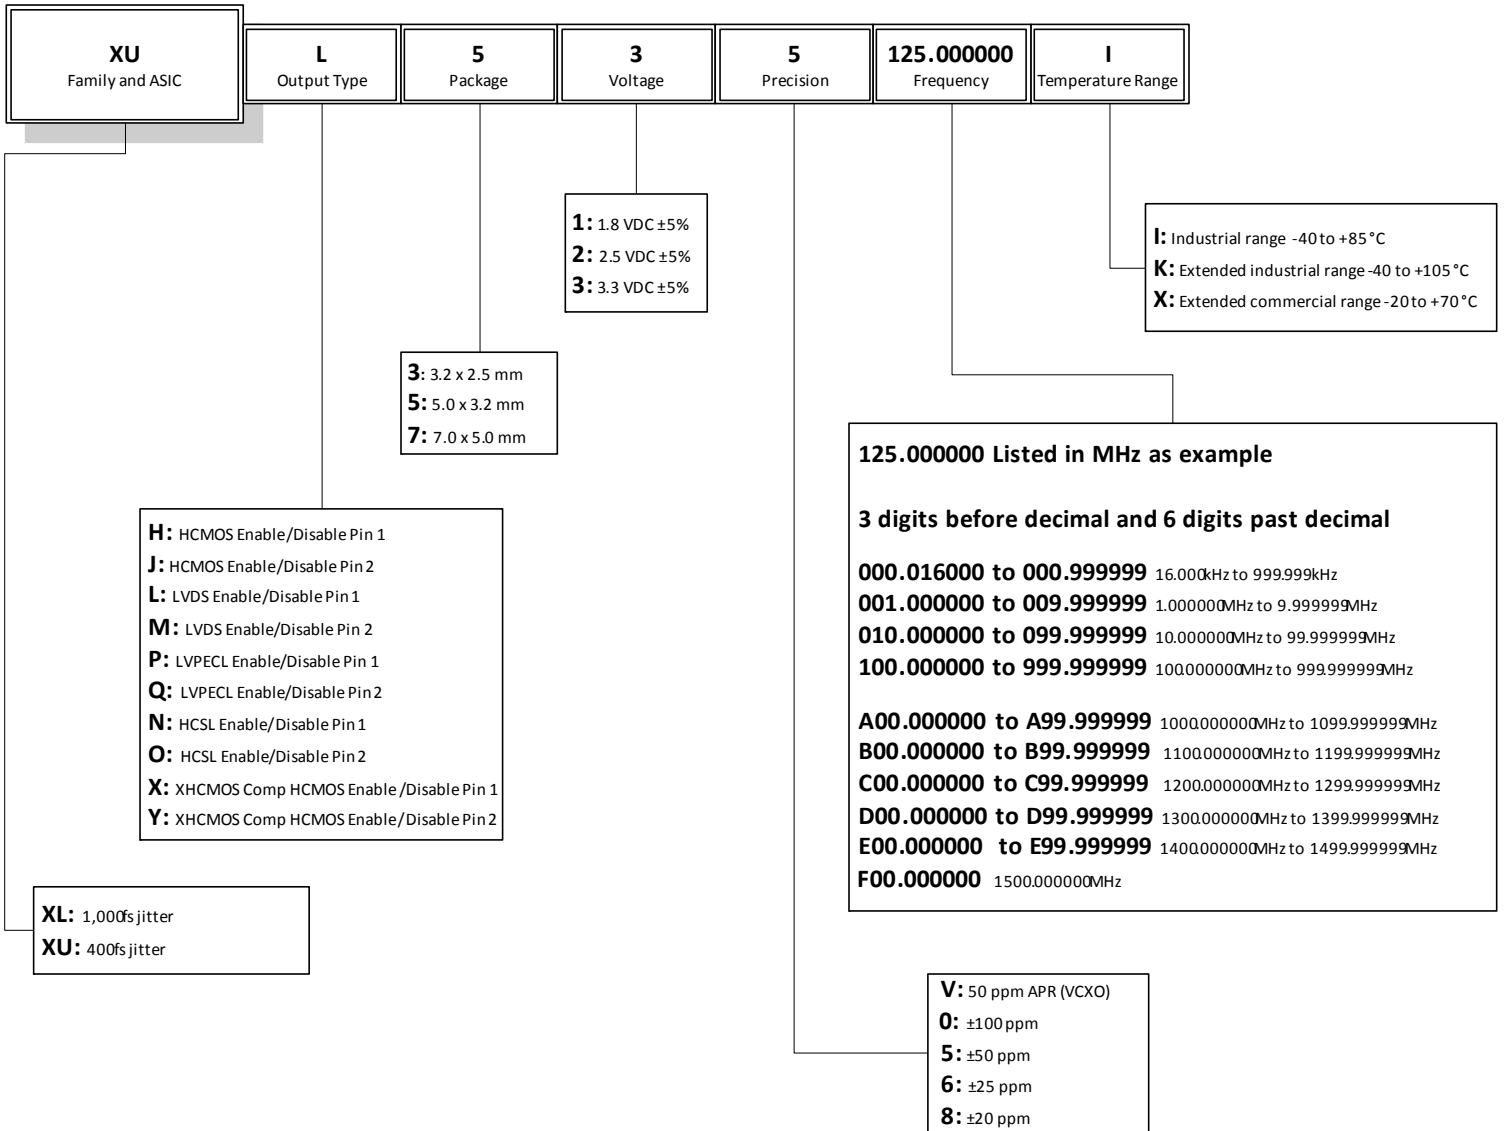 XU
Family and ASIC
L
Output Type
5
Package
3
Voltage
5
Precision
125.000000
Frequency
I
Temperature Range
1: 1.8 VDC ±5%
2: 2.5 VDC ±5%
3: 3.3 VDC ±5%
I: Industrial range -40 to +85°C
K: Extended industrial range -40 to +105°C
X: Extended commercial range -20 to +70°C
3: 3.2 x 2.5 mm
5: 5.0 x 3.2 mm
7: 7.0 x 5.0 mm
125.000000 Listed in MHz as example
3 digits before decimal and 6 digits past decimal
000.016000 to 000.999999 16.000kHz to 999.999kHz
001.000000 to 009.999999 1.000000MHz to 9.999999MHz
010.000000 to 099.999999 10.000000MHz to 99.999999MHz
100.000000 to 999.999999 100.000000MHz to 999.999999MHz
A00.000000 to A99.999999 1000.000000MHz to 1099.999999MHz
B00.000000 to B99.999999 1100.000000MHz to 1199.999999MHz
C00.000000 to C99.999999 1200.000000MHz to 1299.999999MHz
D00.000000 to D99.999999 1300.000000MHz to 1399.999999MHz
E00.000000 to E99.999999 1400.000000MHz to 1499.999999MHz
F00.000000 1500.000000MHz
H: HCMOS Enable/Disable Pin 1
J: HCMOS Enable/Disable Pin 2
L: LVDS Enable/Disable Pin 1
M: LVDS Enable/Disable Pin 2
P: LVPECL Enable/Disable Pin 1
Q: LVPECL Enable/Disable Pin 2
N: HCSL Enable/Disable Pin 1
O: HCSL Enable/Disable Pin 2
X: XHCMOS Comp HCMOS Enable/Disable Pin 1
Y: XHCMOS Comp HCMOS Enable/Disable Pin 2
XL: 1,000fs jitter
XU: 400fs jitter
V: 50 ppm APR (VCXO)
0: ±100 ppm
5: ±50 ppm
6: ±25 ppm
8: ±20 ppm